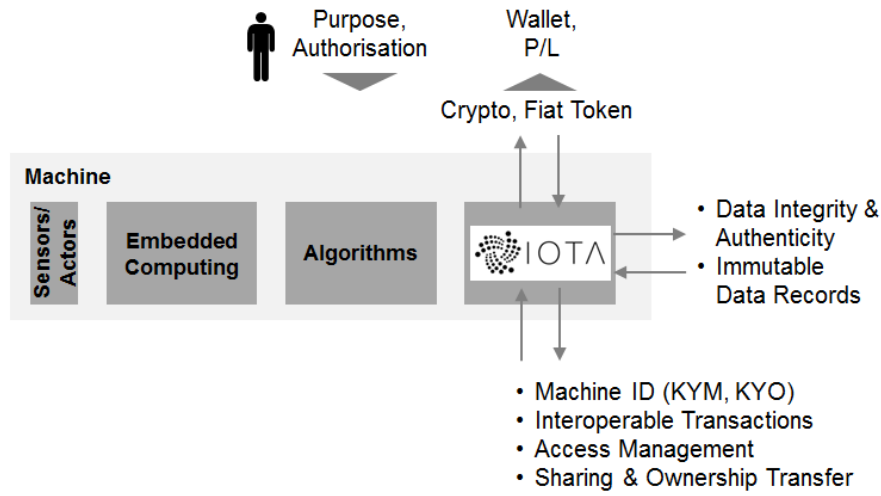 Purpose,
Authorisation
Wallet,
P/L
Crypto, Fiat Token
Machine
Sensors/
Actors
Embedded
Computing
Algorithms
IOTA
• Data Integrity &
Authenticity
• Immutable
Data Records
• Machine ID (KYM, KYO)
• Interoperable Transactions
• Access Management
• Sharing & Ownership Transfer